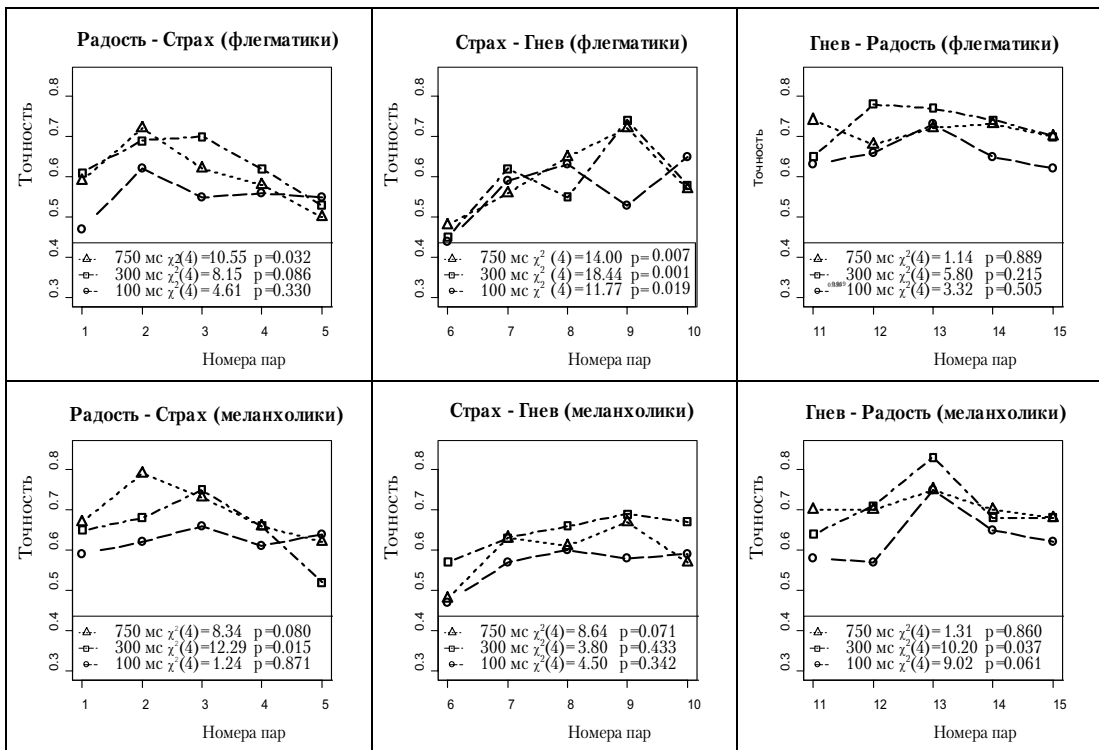 Радость - Страх (флегматики)
Точность
0.8
0.7
0.6
0.5
0.4
0.3
750 мс χ2(4)=10.55 p=0.032
300 мс χ²(4)=8.15 p=0.086
100 мс χ²(4)=4.61 p=0.330
1 2 3 4 5
Номера пар
Страх - Гнев (флегматики)
Точность
0.8
0.7
0.6
0.5
0.4
0.3
750 мс χ² (4)=14.00 p=0.007
300 мс χ² (4)=18.44 p=0.001
100 мс χ² (4)=11.77 p=0.019
6 7 8 9 10
Номера пар
Гнев - Радость (флегматики)
Точность
0.8
0.7
0.6
0.5
0.4
0.3
750 мс χ²(4)=1.14 p=0.889
300 мс χ²(4)=5.80 p=0.215
100 мс χ²(4)=3.32 p=0.505
11 12 13 14 15
Номера пар
Радость - Страх (меланхолики)
Точность
0.8
0.7
0.6
0.5
0.4
0.3
750 мс χ²(4)=8.34 p=0.080
300 мс χ²(4)=12.29 p=0.015
100 мс χ²(4)=1.24 p=0.871
1 2 3 4 5
Номера пар
Страх - Гнев (меланхолики)
Точность
0.8
0.7
0.6
0.5
0.4
0.3
750 мс χ²(4)=8.64 p=0.071
300 мс χ²(4)=3.80 p=0.433
100 мс χ²(4)=4.50 p=0.342
6 7 8 9 10
Номера пар
Гнев - Радость (меланхолики)
Точность
0.8
0.7
0.6
0.5
0.4
0.3
750 мс χ²(4)=1.31 p=0.860
300 мс χ²(4)=10.20 p=0.037
100 мс χ²(4)=9.02 p=0.061
11 12 13 14 15
Номера пар